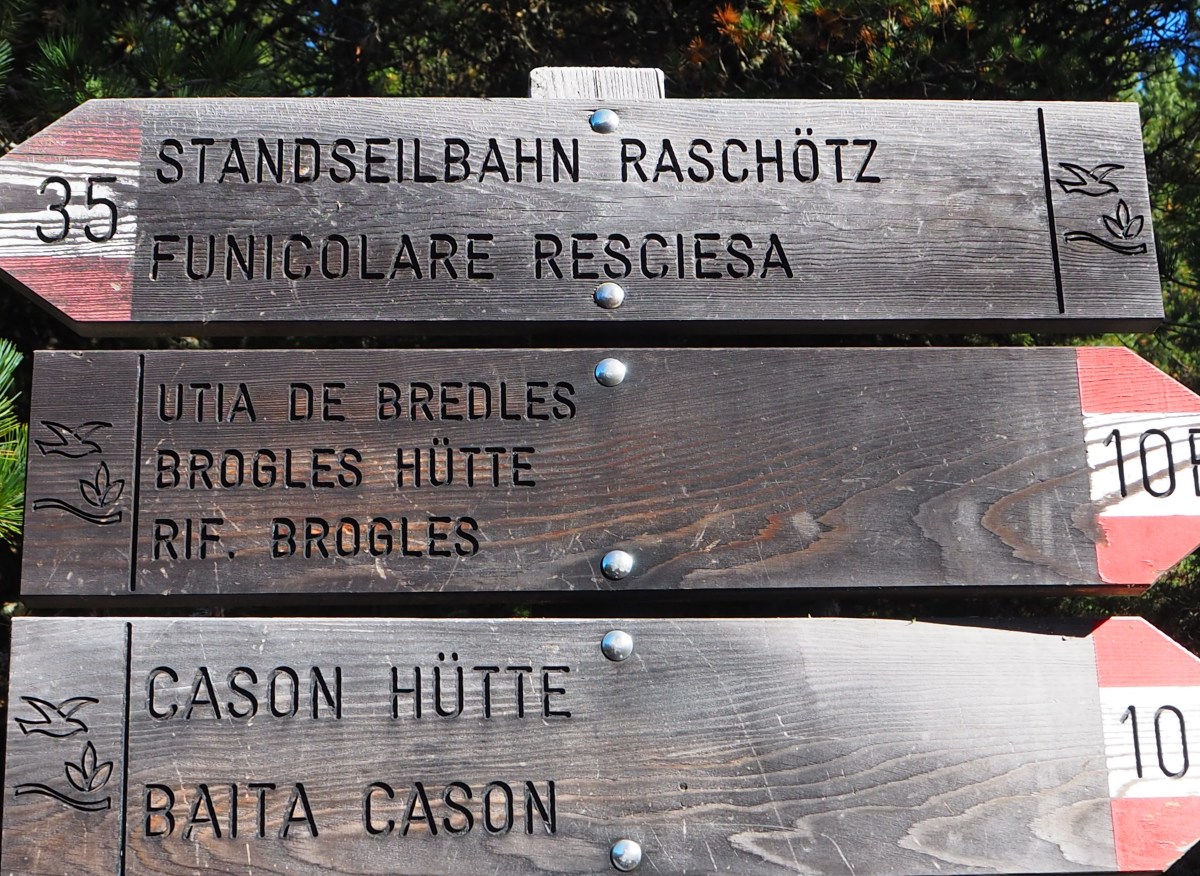 35
STANDSEILBAHN RASCHÖTZ
FUNICOLARE RESCIESA
UTIA DE BREDLES
BROGLES HÜTTE
RIF. BROGLES
10
CASON HÜTTE
BAITA CASON
10